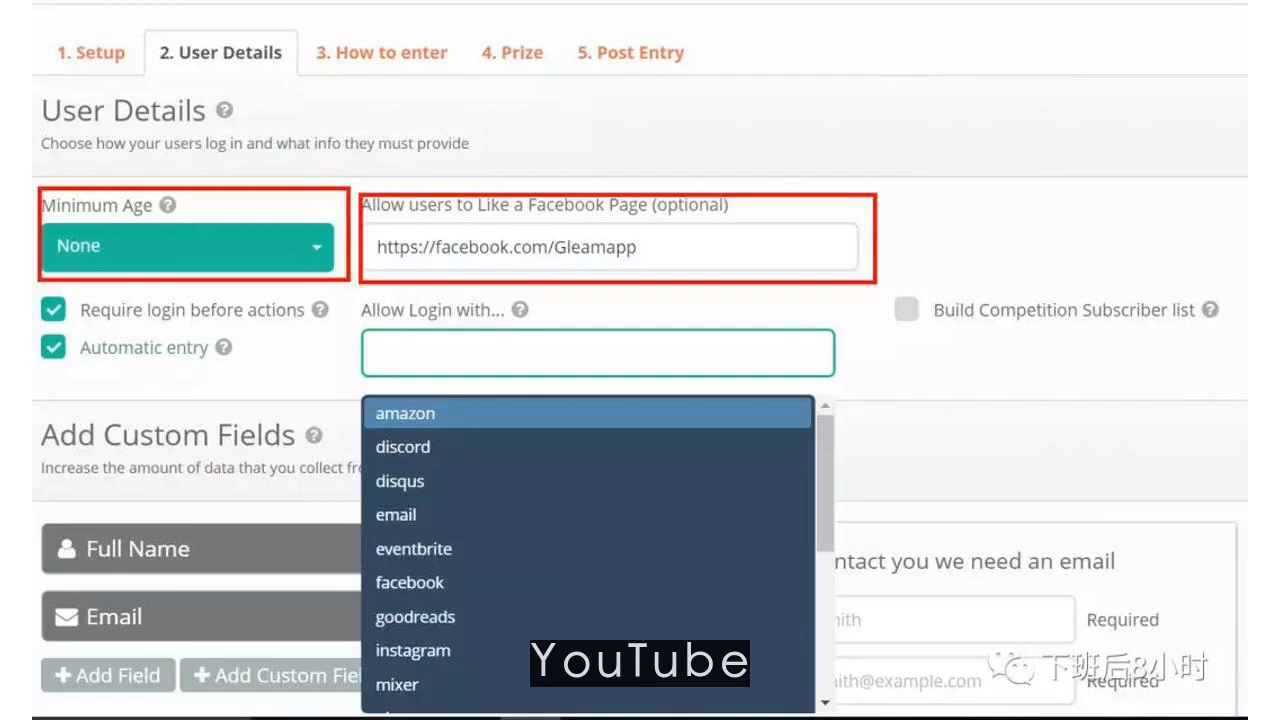 1. Setup 2. User Details 3. How to enter 4. Prize 5. Post Entry
User Details
Choose how your users log in and what info they must provide
Minimum Age
None
Allow users to Like a Facebook Page (optional)
https://facebook.com/Gleamapp
Require login before actions
Automatic entry
Allow Login with...
Build Competition Subscriber list
amazon
discord
disqus
email
eventbrite
facebook
goodreads
instagram
mixer
Add Custom Fields
Increase the amount of data that you collect
Full Name
Email
+ Add Field + Add Custom
you we need an email
Required
Required
YouTube
下班后8小时